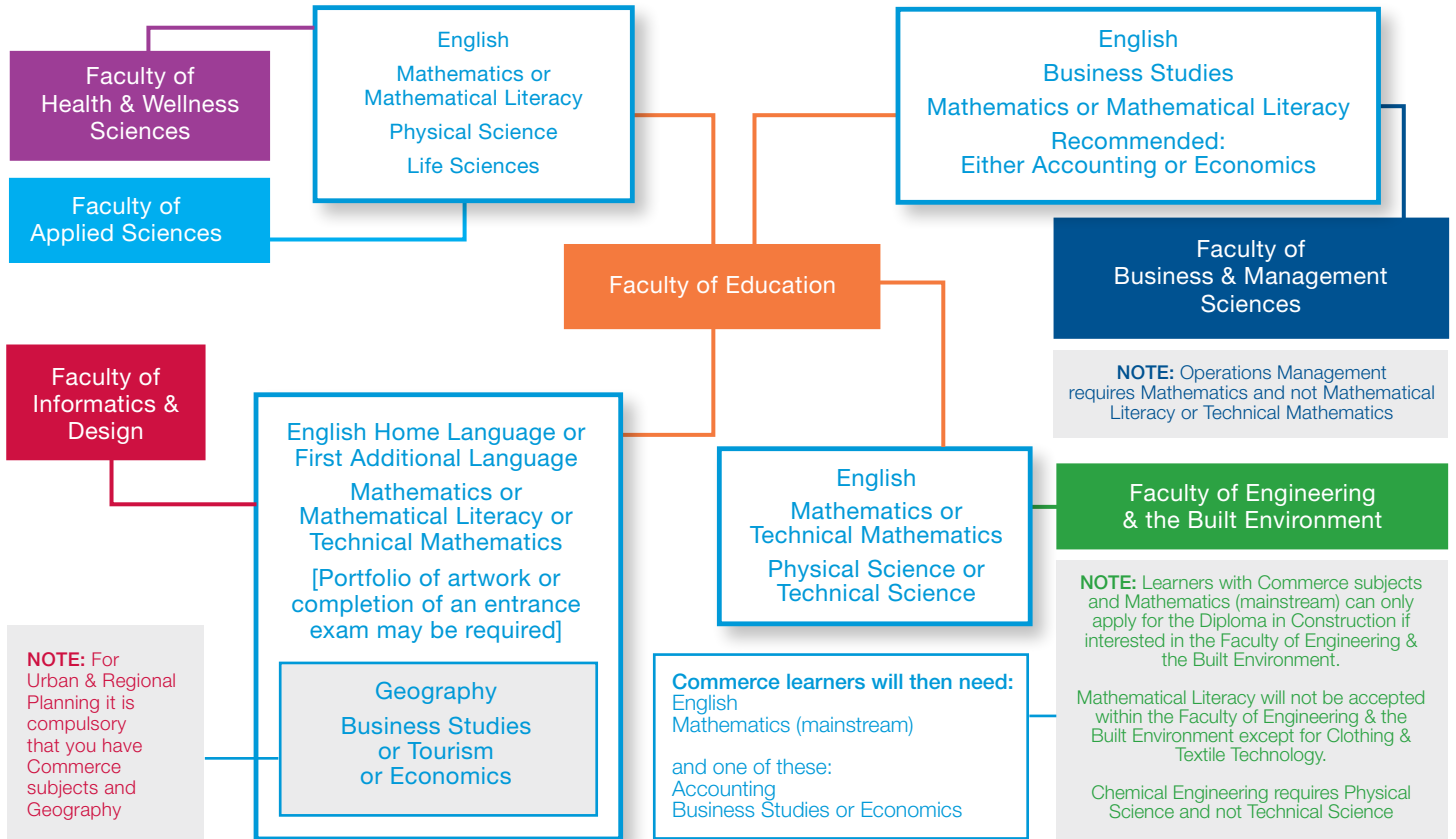 Faculty of
Health & Wellness
Sciences
Faculty of
Applied Sciences
English
Mathematics or
Mathematical Literacy
Physical Science
Life Sciences
English
Business Studies
Mathematics or Mathematical Literacy
Recommended:
Either Accounting or Economics
Faculty of Education
Faculty of
Business & Management
Sciences
NOTE: Operations Management
requires Mathematics and not Mathematical
Literacy or Technical Mathematics
Faculty of
Informatics &
Design
English Home Language or
First Additional Language
Mathematics or
Mathematical Literacy or
Technical Mathematics
[Portfolio of artwork or
completion of an entrance
exam may be required]
Geography
Business Studies
or Tourism
or Economics
NOTE: For
Urban & Regional
Planning it is
compulsory
that you have
Commerce
subjects and
Geography
English
Mathematics or
Technical Mathematics
Physical Science or
Technical Science
Faculty of Engineering
& the Built Environment
Commerce learners will then need:
English
Mathematics (mainstream)
and one of these:
Accounting
Business Studies or Economics
NOTE: Learners with Commerce subjects
and Mathematics (mainstream) can only
apply for the Diploma in Construction if
interested in the Faculty of Engineering &
the Built Environment.
Mathematical Literacy will not be accepted
within the Faculty of Engineering & the
Built Environment except for Clothing &
Textile Technology.
Chemical Engineering requires Physical
Science and not Technical Science